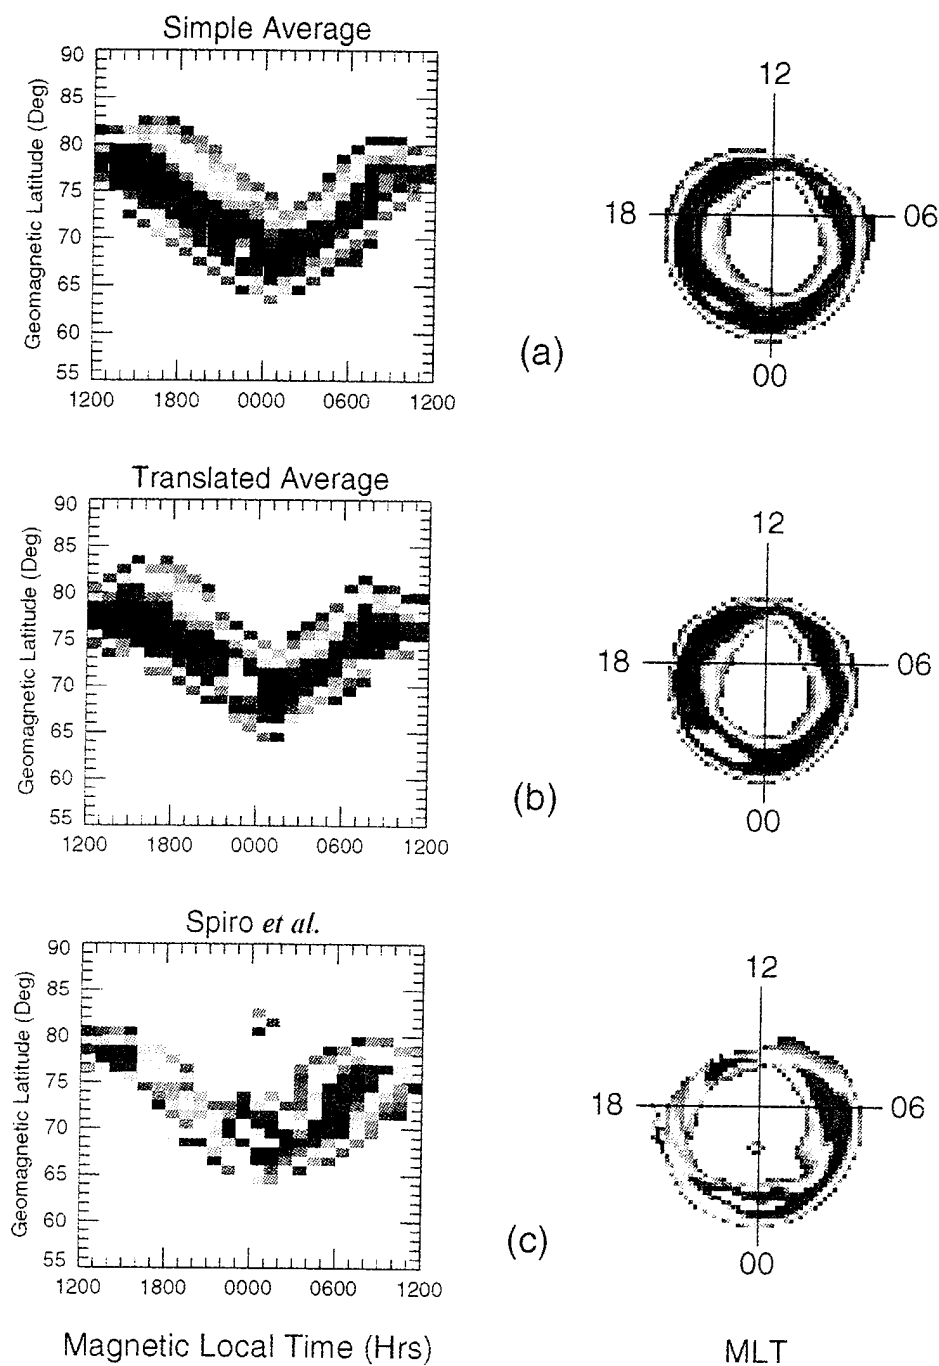 Simple Average
90
85
80
75
70
65
60
55
Geomagnetic Latitude (Deg)
1200 1800 0000 0600 1200
12
18 06
00
(a)
Translated Average
90
85
80
75
70
65
60
55
Geomagnetic Latitude (Deg)
1200 1800 0000 0600 1200
12
18 06
00
(b)
Spiro et al.
90
85
80
75
70
65
60
55
Geomagnetic Latitude (Deg)
1200 1800 0000 0600 1200
12
18 06
00
(c)
Magnetic Local Time (Hrs) MLT